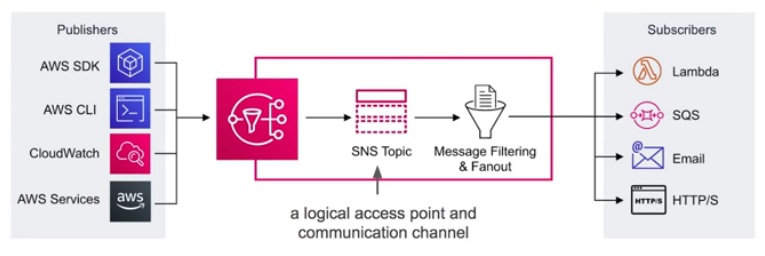 Publishers
AWS SDK
AWS CLI
CloudWatch
AWS Services
aws
SNS Topic
Message Filtering
& Fanout
a logical access point and
communication channel
Subscribers
Lambda
SQS
@
Email
HTTP/S
HTTP/S